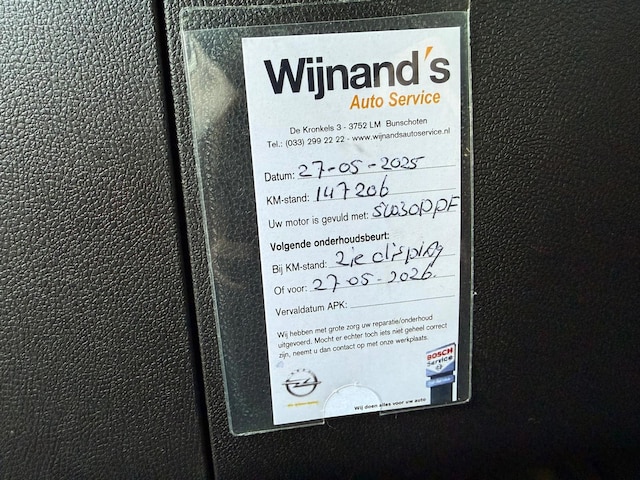 Wijnand's
Auto Service
De Kronkels 3 - 3752 LM Bunschoten
Tel.: (033) 299 22 22 - www.wijnandsautoservice.nl
Datum: 27-05-2025
KM-stand: 147206
Uw motor is gevuld met: 5W30DPF
Volgende onderhoudsbeurt:
Bij KM-stand: zie display
Of voor: 27-05-2026.
Vervaldatum APK:
Wij hebben met grote zorg uw reparatie/onderhoud
uitgevoerd. Mocht er echter toch iets niet geheel correct
zijn, neemt u dan contact op met onze werkplaats.
BOSCH
Service
Wij doen alles voor uw auto